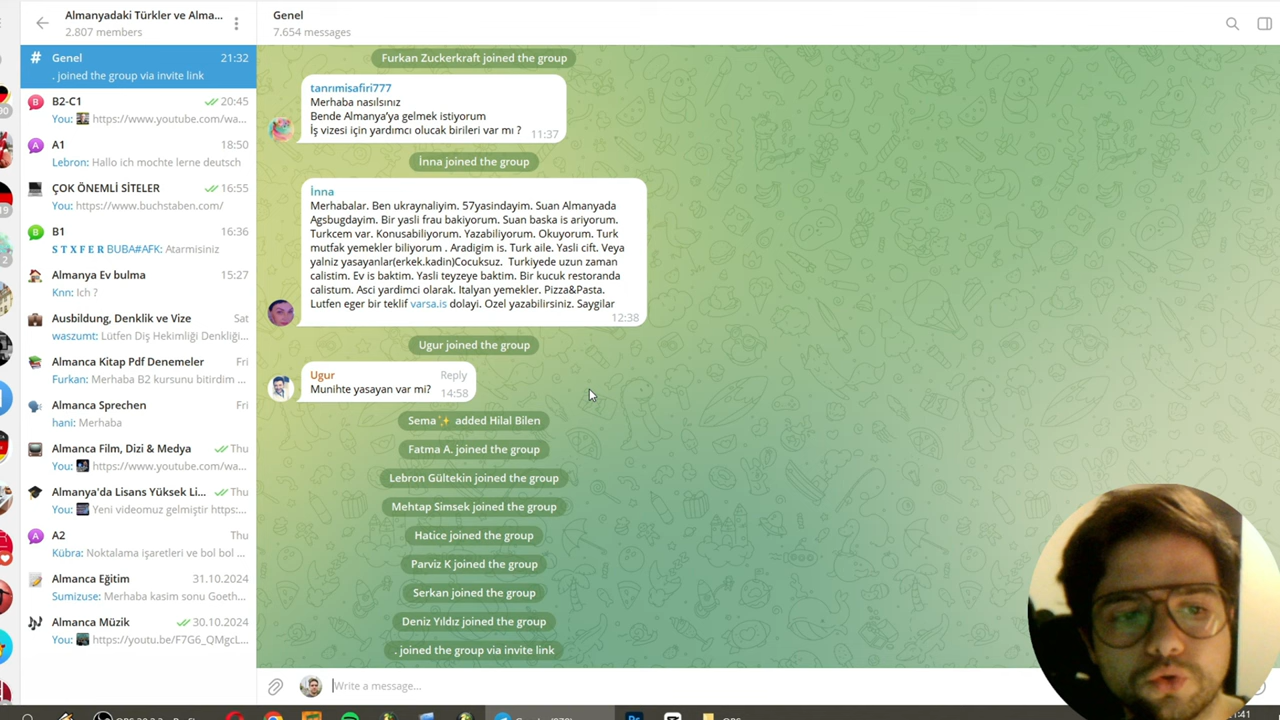 Almanyadaki Türkler ve Alma...
2.807 members
Genel
21:32
. joined the group via invite link
B2-C1
20:45
You: https://www.youtube.com/wa...
A1
18:50
Lebron: Hallo ich mochte lerne deutsch
ÇOK ÖNEMLİ SİTELER
16:55
You: https://www.buchstaben.com/
B1
16:36
S T X F E R BUBA#AFK: Atarmisiniz
Almanya Ev bulma
15:27
Knn: Ich ?
Ausbildung, Denklik ve Vize
Sat
waszumt: Lütfen Diş Hekimliği Denkliği...
Almanca Kitap Pdf Denemeler
Fri
Furkan: Merhaba B2 kursunu bitirdim ...
Almanca Sprechen
Fri
hani: Merhaba
Almanca Film, Dizi & Medya
Thu
You: https://www.youtube.com/wa...
Almanya'da Lisans Yüksek Li...
Thu
You: Yeni videomuz gelmiştir https:...
A2
Thu
Kübra: Noktalama işaretleri ve bol bol ...
Almanca Eğitim
31.10.2024
Sumizuse: Merhaba kasim sonu Goeth...
Almanca Müzik
30.10.2024
You: https://youtu.be/F7G6_QMgcL...
Genel
7.654 messages
Furkan Zuckerkraft joined the group
tanrımisafiri777
Merhaba nasılsınız
Bende Almanya'ya gelmek istiyorum
İş vizesi için yardımcı olucak birileri var mı ?
11:37
İnna joined the group
İnna
Merhabalar. Ben ukraynaliyim. 57yasindayim. Suan Almanyada
Agsbugdayim. Bir yasli frau bakiyorum. Suan baska is ariyorum.
Turkcem var. Konusabiliyorum. Yazabiliyorum. Okuyorum. Turk
mutfak yemekler biliyorum . Aradigim is. Turk aile. Yasli cift. Veya
yalniz yasayanlar(erkek.kadin)Cocuksuz. Turkiyede uzun zaman
calistim. Ev is baktim. Yasli teyzeye baktim. Bir kucuk restoranda
calistum. Asci yardimci olarak. Italyan yemekler. Pizza&Pasta.
Lutfen eger bir teklif varsa.is dolayi. Ozel yazabilirsiniz. Saygilar
12:38
Ugur joined the group
Ugur
Reply
Munihte yasayan var mi?
14:58
Sema✨ added Hilal Bilen
Fatma A. joined the group
Lebron Gültekin joined the group
Mehtap Simsek joined the group
Hatice joined the group
Parviz K joined the group
Serkan joined the group
Deniz Yıldız joined the group
. joined the group via invite link
Write a message...